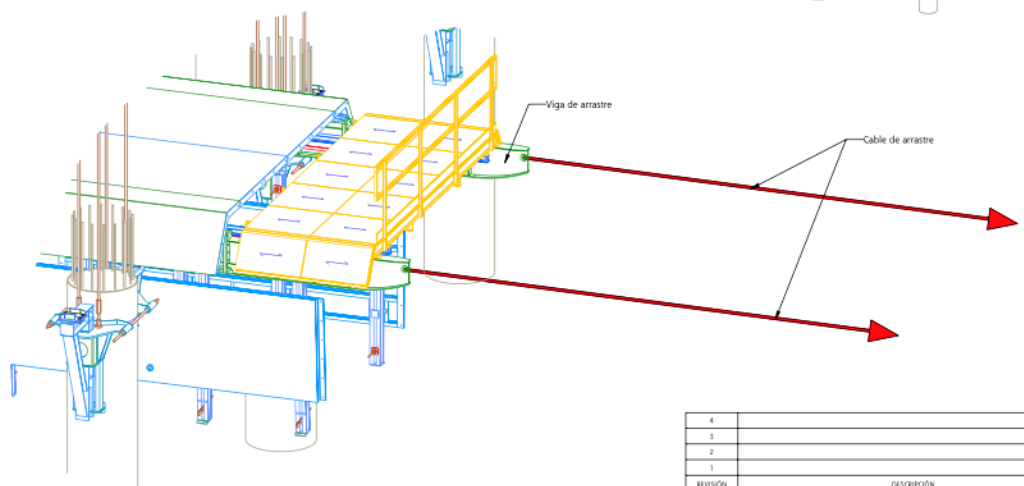 Viga de arrastre
Cable de arrastre
4
3
2
1
REVISIÓN DESCRIPCIÓN